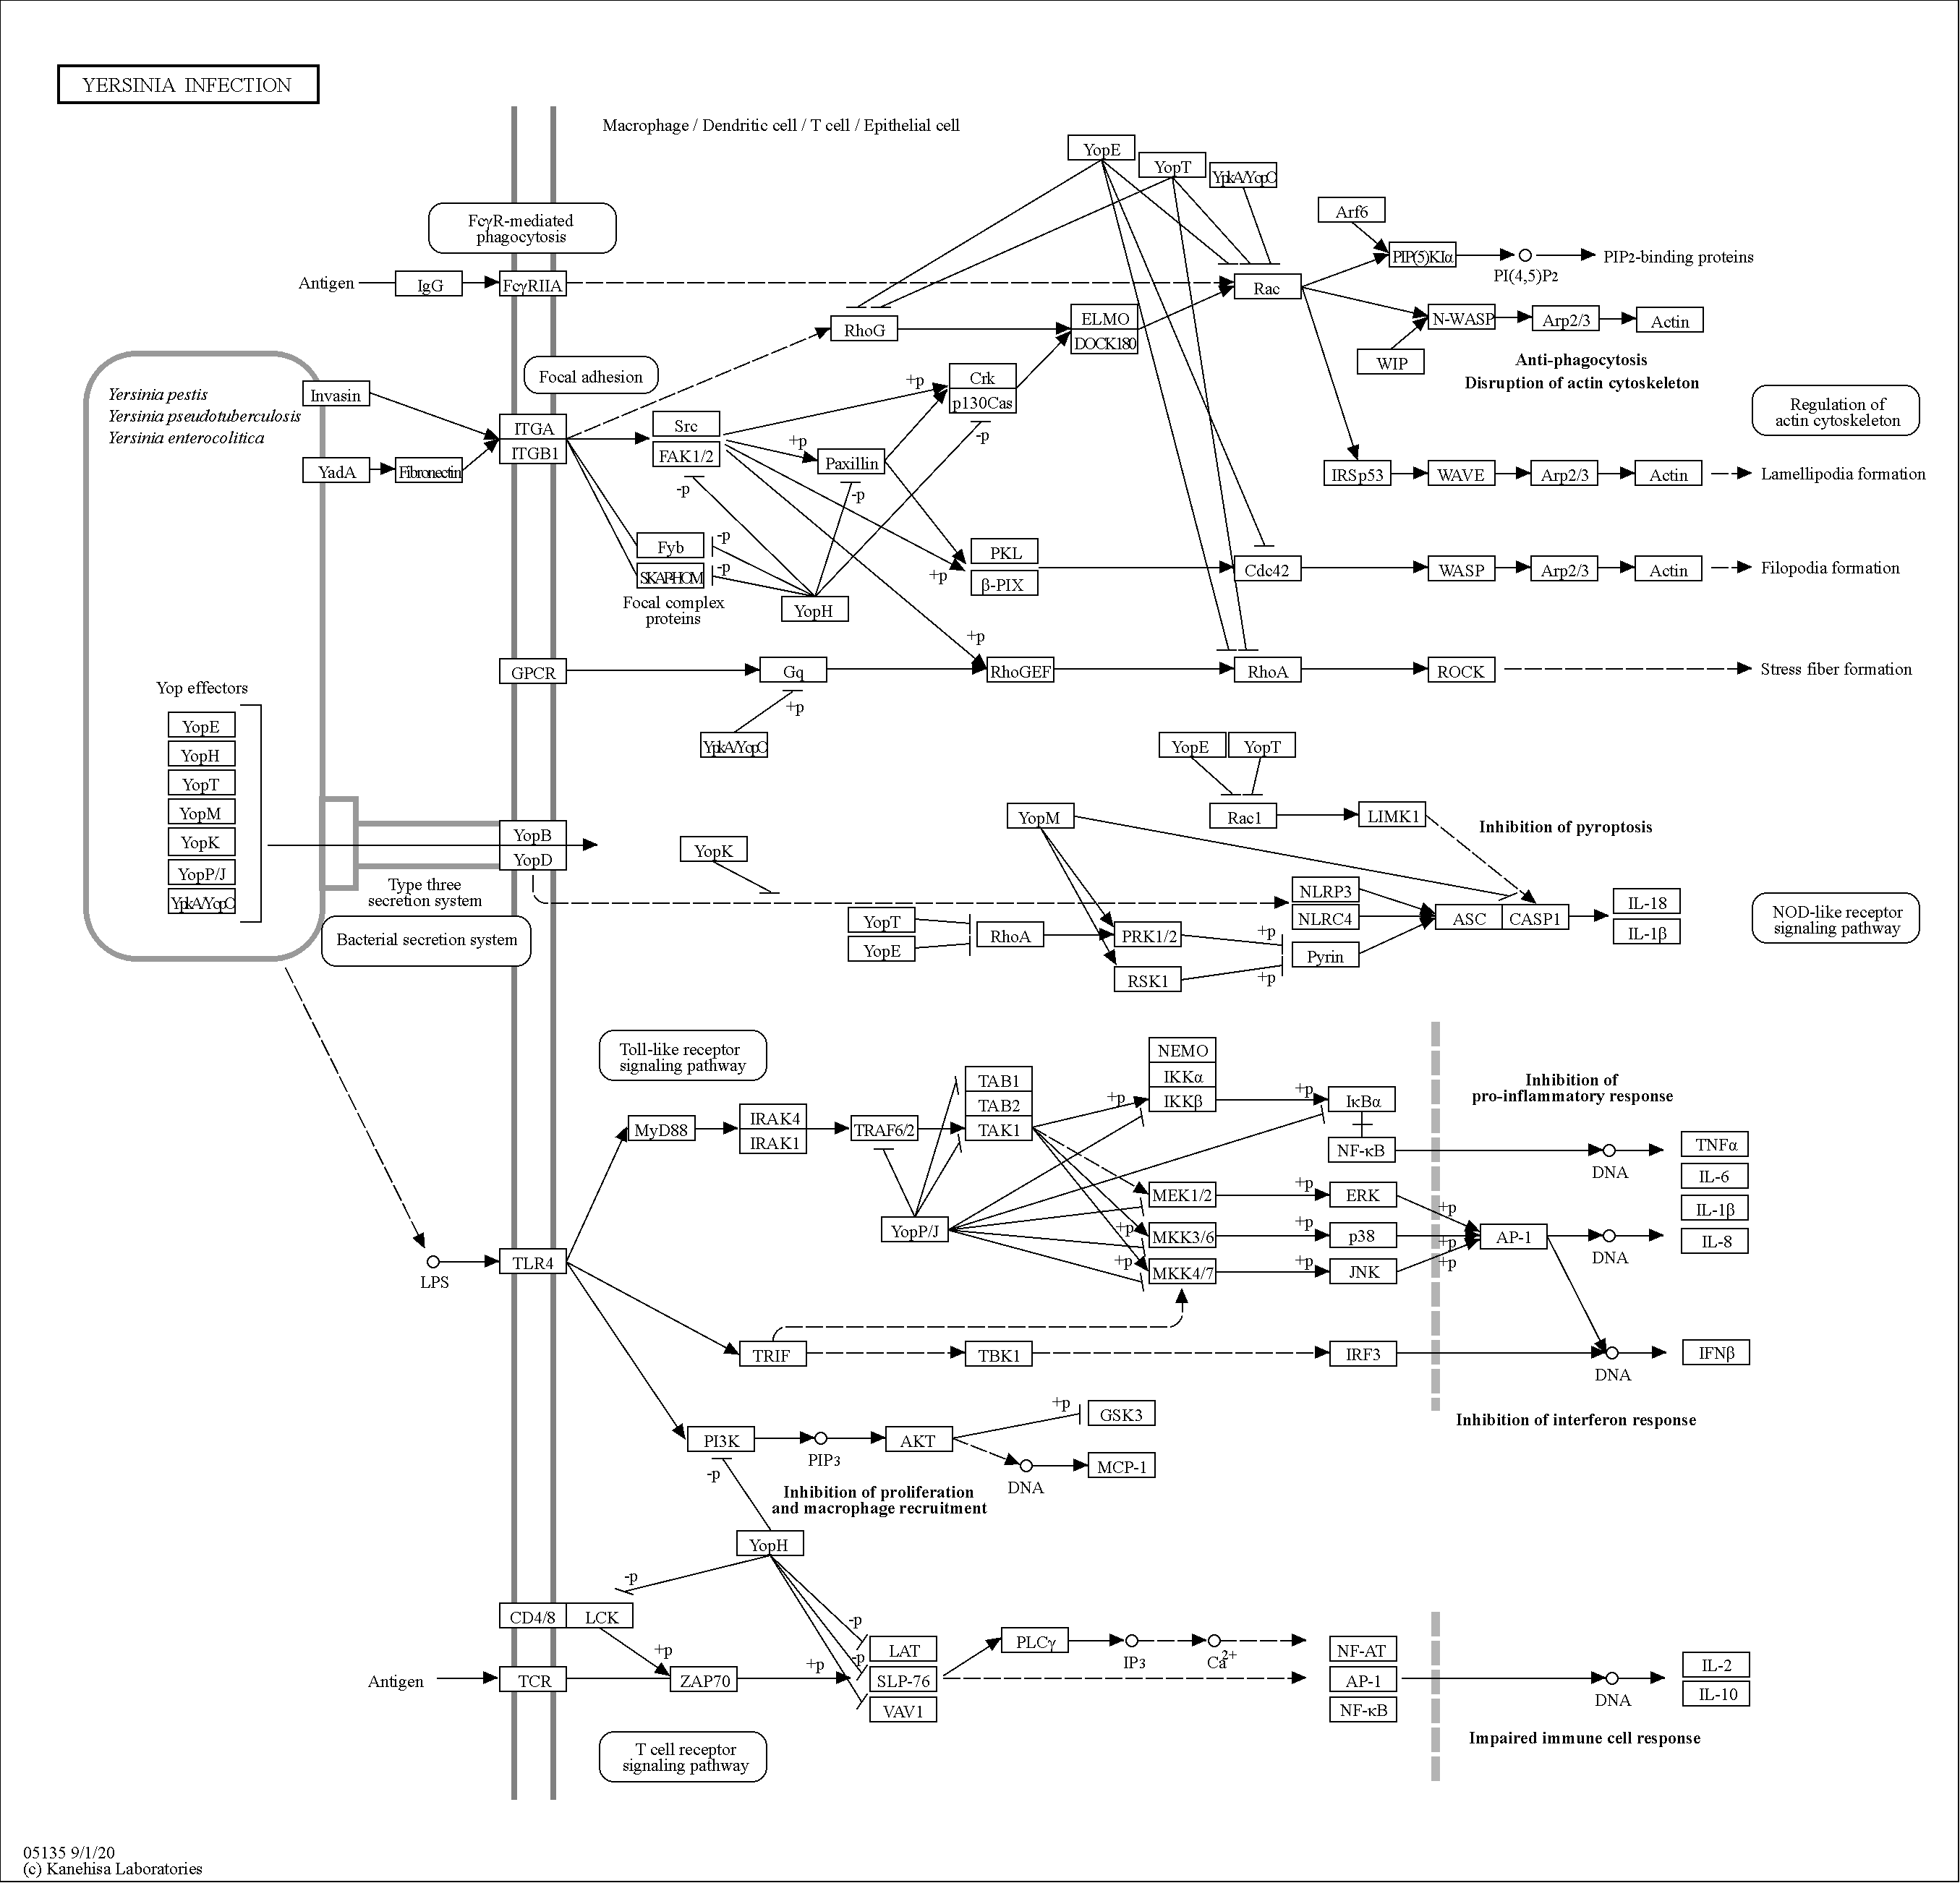 YERSINIA INFECTION
Macrophage / Dendritic cell / T cell / Epithelial cell
YopE
YopT
YpkA/YopO
FcγR-mediated
phagocytosis
Arf6
Antigen
IgG
FcγRIIA
Rac
PIP(5)KIα
PI(4,5)P2
PIP2-binding proteins
RhoG
ELMO
DOCK180
N-WASP
Arp2/3
Actin
WIP
Anti-phagocytosis
Disruption of actin cytoskeleton
Focal adhesion
Yersinia pestis
Yersinia pseudotuberculosis
Yersinia enterocolitica
Invasin
YadA
Fibronectin
ITGA
ITGB1
Src
FAK1/2
+p
Crk
p130Cas
-p
+p
Paxillin
-p
-p
Regulation of
actin cytoskeleton
IRSp53
WAVE
Arp2/3
Actin
Lamellipodia formation
Fyb
-p
SKAPHOM
-p
Focal complex
proteins
YopH
PKL
β-PIX
+p
Cdc42
WASP
Arp2/3
Actin
Filopodia formation
GPCR
Gq
+p
RhoGEF
RhoA
ROCK
Stress fiber formation
+p
YpkA/YopO
Yop effectors
YopE
YopH
YopT
YopM
YopK
YopP/J
YpkA/YopO
YopB
YopD
Type three
secretion system
Bacterial secretion system
YopE
YopT
Rac1
LIMK1
YopM
Inhibition of pyroptosis
YopK
NLRP3
NLRC4
YopT
YopE
RhoA
PRK1/2
RSK1
+p
+p
Pyrin
ASC
CASP1
IL-18
IL-1β
NOD-like receptor
signaling pathway
Toll-like receptor
signaling pathway
MyD88
IRAK4
IRAK1
TRAF6/2
TAB1
TAB2
TAK1
+p
NEMO
IKKα
IKKβ
+p
IκBα
NF-κB
Inhibition of
pro-inflammatory response
DNA
TNFα
IL-6
IL-1β
IL-8
YopP/J
MEK1/2
+p
ERK
+p
+p
MKK3/6
+p
p38
+p
+p
MKK4/7
+p
JNK
+p
AP-1
DNA
LPS
TLR4
TRIF
TBK1
IRF3
DNA
IFNβ
Inhibition of interferon response
PI3K
PIP3
AKT
+p
GSK3
DNA
MCP-1
-p
Inhibition of proliferation
and macrophage recruitment
YopH
-p
CD4/8
LCK
+p
Antigen
TCR
ZAP70
+p
-p
-p
LAT
SLP-76
VAV1
PLCγ
IP3
Ca2+
NF-AT
AP-1
NF-κB
DNA
IL-2
IL-10
Impaired immune cell response
T cell receptor
signaling pathway
05135 9/1/20
(c) Kanehisa Laboratories